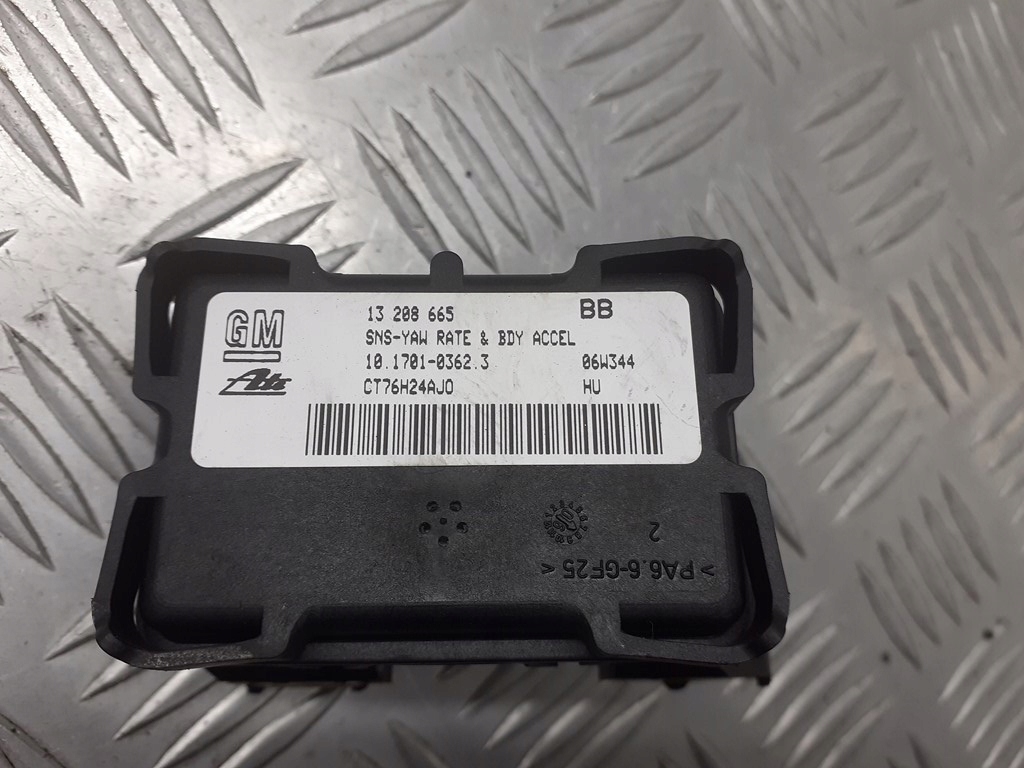 GM
Ate
13 208 665 BB
SNS-YAW RATE & BDY ACCEL
10.1701-0362.3 06W344
CT76H24AJ0 HU
2
>PA6.6-GF25<